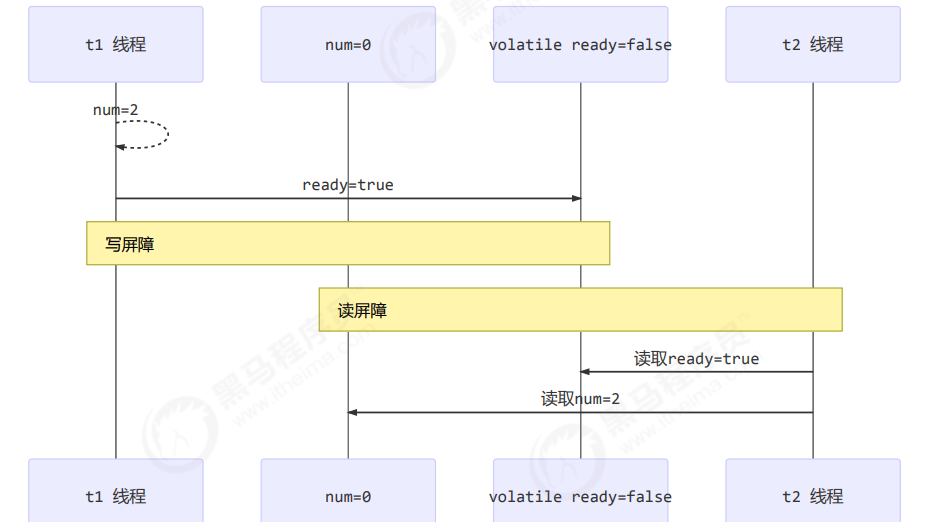 t1 线程
num=0
volatile ready=false
t2 线程
num=2
ready=true
写屏障
读屏障
读取ready=true
读取num=2
t1 线程
num=0
volatile ready=false
t2 线程
黑马程序员
www.itheima.com